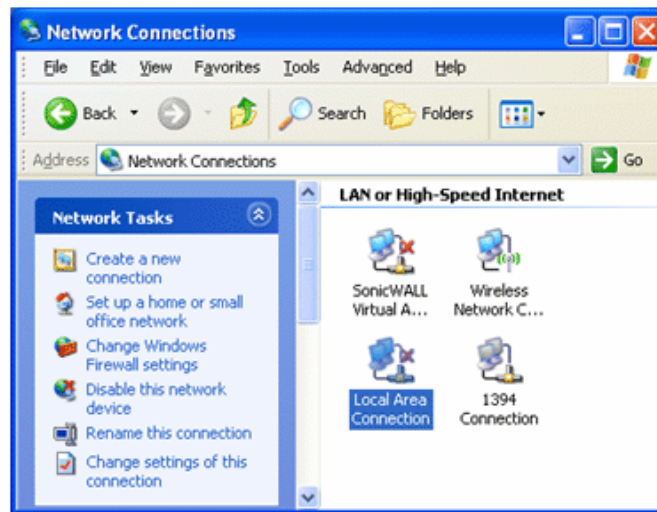 Network Connections
File Edit View Favorites Tools Advanced Help
Back Search Folders
Address Network Connections Go
Network Tasks
Create a new
connection
Set up a home or small
office network
Change Windows
Firewall settings
Disable this network
device
Rename this connection
Change settings of this
connection
LAN or High-Speed Internet
SonicWALL
Virtual A...
Wireless
Network C...
Local Area
Connection
1394
Connection